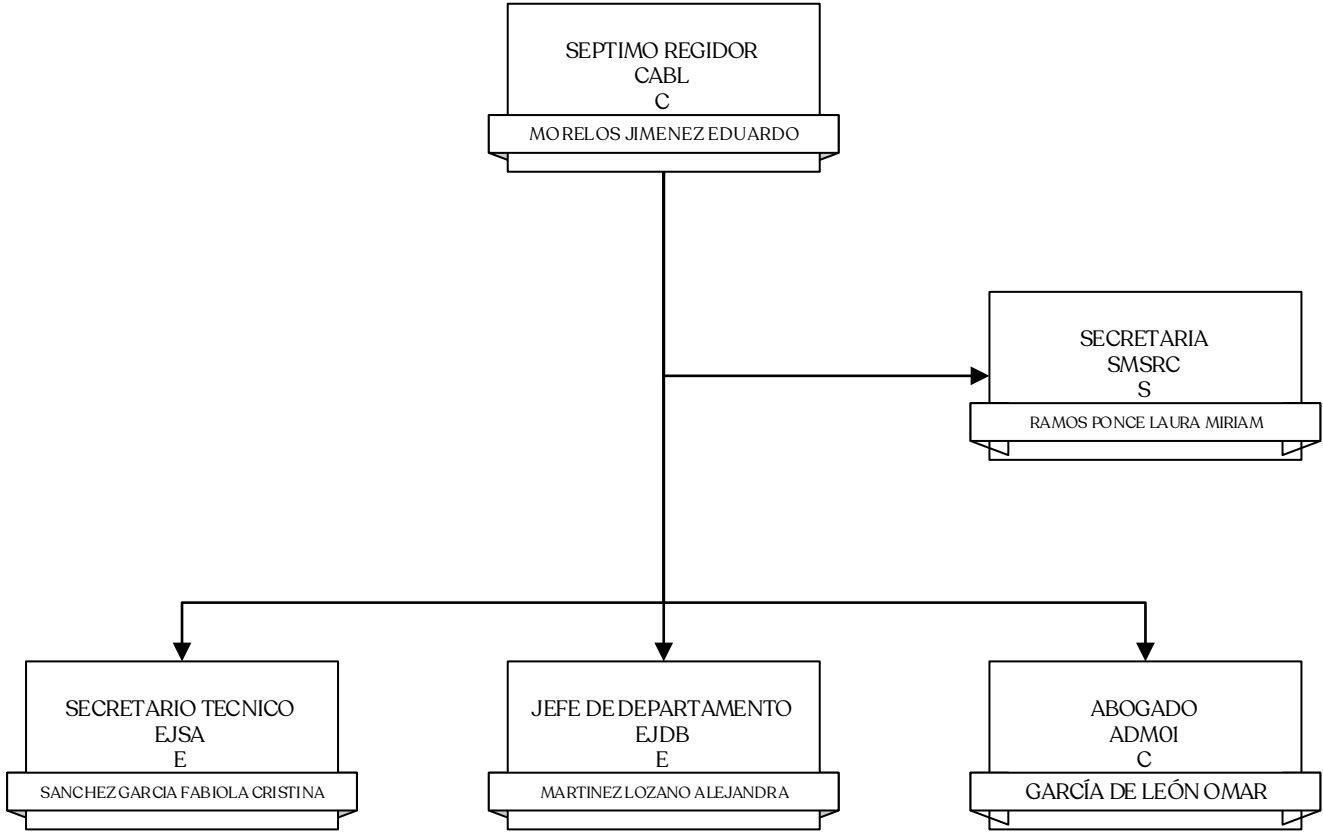 SEPTIMO REGIDOR
CABL
C
MORELOS JIMENEZ EDUARDO
SECRETARIA
SMSRC
S
RAMOS PONCE LAURA MIRIAM
SECRETARIO TECNICO
EJSA
E
SANCHEZ GARCIA FABIOLA CRISTINA
JEFE DE DEPARTAMENTO
EJDB
E
MARTINEZ LOZANO ALEJANDRA
ABOGADO
ADM01
C
GARCÍA DE LEÓN OMAR